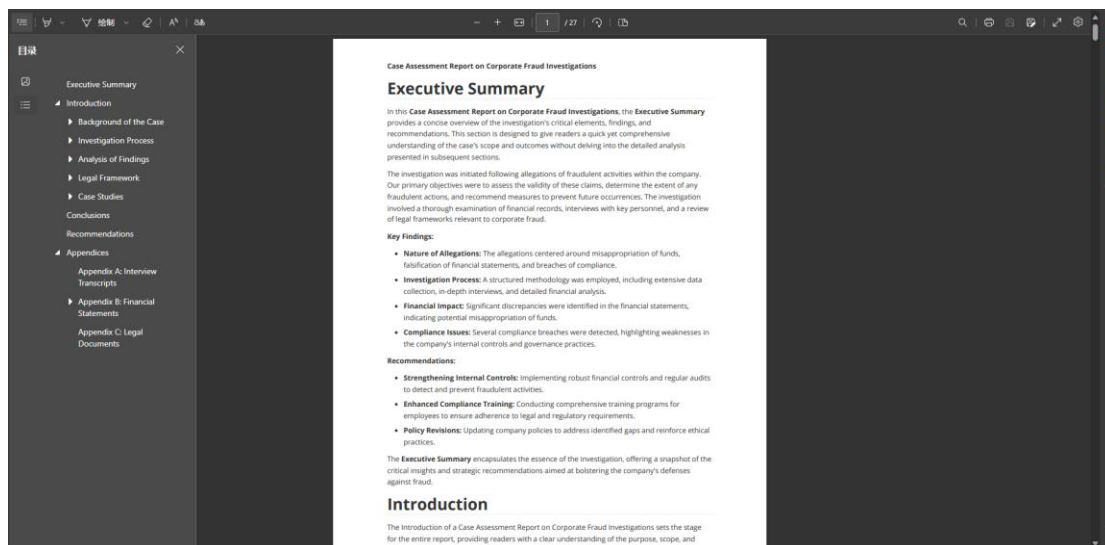 绘制
A
aあ
1
/27
目录
Executive Summary
Introduction
Background of the Case
Investigation Process
Analysis of Findings
Legal Framework
Case Studies
Conclusions
Recommendations
Appendices
Appendix A: Interview
Transcripts
Appendix B: Financial
Statements
Appendix C: Legal
Documents
Case Assessment Report on Corporate Fraud Investigations
Executive Summary
In this Case Assessment Report on Corporate Fraud Investigations, the Executive Summary
provides a concise overview of the investigation's critical elements, findings, and
recommendations. This section is designed to give readers a quick yet comprehensive
understanding of the case's scope and outcomes without delving into the detailed analysis
presented in subsequent sections.
The investigation was initiated following allegations of fraudulent activities within the company.
Our primary objectives were to assess the validity of these claims, determine the extent of any
fraudulent actions, and recommend measures to prevent future occurrences. The investigation
involved a thorough examination of financial records, interviews with key personnel, and a review
of legal frameworks relevant to corporate fraud.
Key Findings:
• Nature of Allegations: The allegations centered around misappropriation of funds,
falsification of financial statements, and breaches of compliance.
• Investigation Process: A structured methodology was employed, including extensive data
collection, in-depth interviews, and detailed financial analysis.
• Financial Impact: Significant discrepancies were identified in the financial statements,
indicating potential misappropriation of funds.
• Compliance Issues: Several compliance breaches were detected, highlighting weaknesses in
the company's internal controls and governance practices.
Recommendations:
• Strengthening Internal Controls: Implementing robust financial controls and regular audits
to detect and prevent fraudulent activities.
• Enhanced Compliance Training: Conducting comprehensive training programs for
employees to ensure adherence to legal and regulatory requirements.
• Policy Revisions: Updating company policies to address identified gaps and reinforce ethical
practices.
The Executive Summary encapsulates the essence of the investigation, offering a snapshot of the
critical insights and strategic recommendations aimed at bolstering the company's defenses
against fraud.
Introduction
The Introduction of a Case Assessment Report on Corporate Fraud Investigations sets the stage
for the entire report, providing readers with a clear understanding of the purpose, scope, and